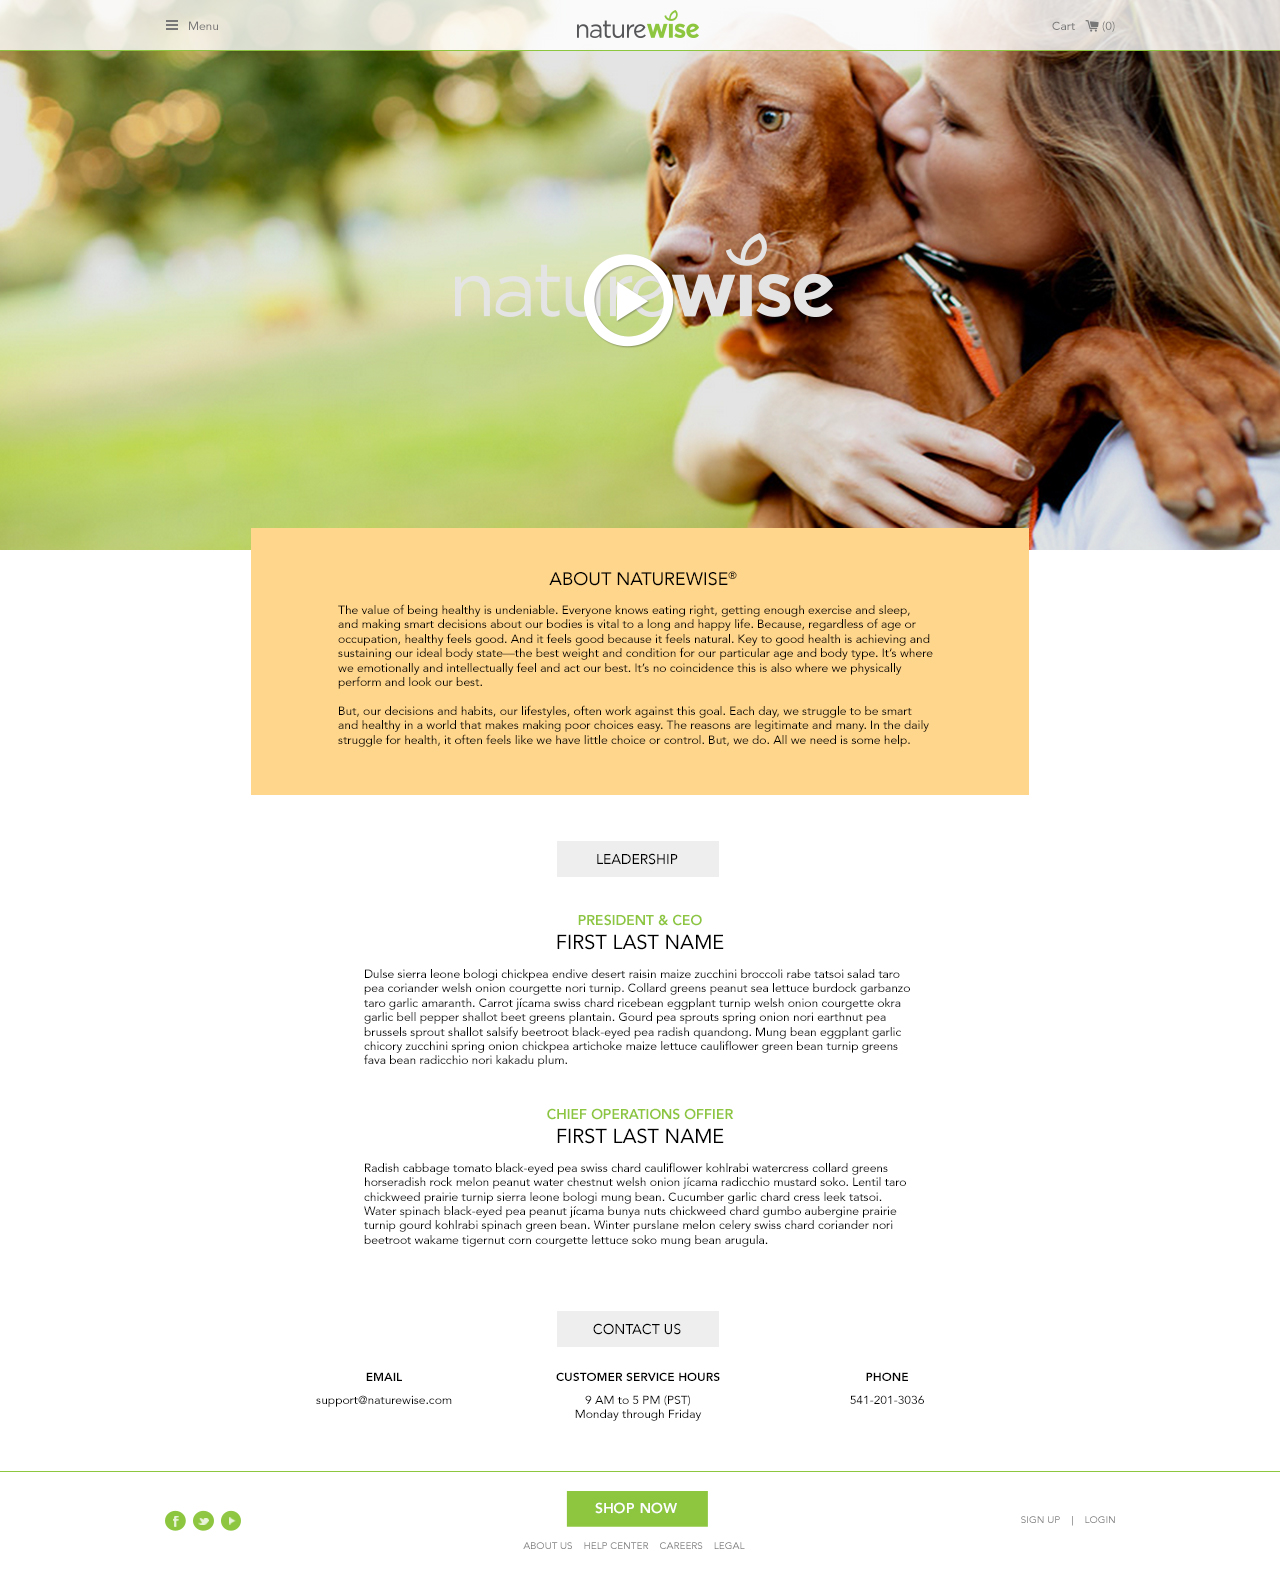 Menu
naturewise
Cart (0)
naturewise
ABOUT NATUREWISE®
The value of being healthy is undeniable. Everyone knows eating right, getting enough exercise and sleep,
and making smart decisions about our bodies is vital to a long and happy life. Because, regardless of age or
occupation, healthy feels good. And it feels good because it feels natural. Key to good health is achieving and
sustaining our ideal body state—the best weight and condition for our particular age and body type. It's where
we emotionally and intellectually feel and act our best. It's no coincidence this is also where we physically
perform and look our best.
But, our decisions and habits, our lifestyles, often work against this goal. Each day, we struggle to be smart
and healthy in a world that makes making poor choices easy. The reasons are legitimate and many. In the daily
struggle for health, it often feels like we have little choice or control. But, we do. All we need is some help.
LEADERSHIP
PRESIDENT & CEO
FIRST LAST NAME
Dulse sierra leone bologi chickpea endive desert raisin maize zucchini broccoli rabe tatsoi salad taro
pea coriander welsh onion courgette nori turnip. Collard greens peanut sea lettuce burdock garbanzo
taro garlic amaranth. Carrot jícama swiss chard ricebean eggplant turnip welsh onion courgette okra
garlic bell pepper shallot beet greens plantain. Gourd pea sprouts spring onion nori earthnut pea
brussels sprout shallot salsify beetroot black-eyed pea radish quandong. Mung bean eggplant garlic
chicory zucchini spring onion chickpea artichoke maize lettuce cauliflower green bean turnip greens
fava bean radicchio nori kakadu plum.
CHIEF OPERATIONS OFFIER
FIRST LAST NAME
Radish cabbage tomato black-eyed pea swiss chard cauliflower kohlrabi watercress collard greens
horseradish rock melon peanut water chestnut welsh onion jícama radicchio mustard soko. Lentil taro
chickweed prairie turnip sierra leone bologi mung bean. Cucumber garlic chard cress leek tatsoi.
Water spinach black-eyed pea peanut jícama bunya nuts chickweed chard gumbo aubergine prairie
turnip gourd kohlrabi spinach green bean. Winter purslane melon celery swiss chard coriander nori
beetroot wakame tigernut corn courgette lettuce soko mung bean arugula.
CONTACT US
EMAIL
support@naturewise.com
CUSTOMER SERVICE HOURS
9 AM to 5 PM (PST)
Monday through Friday
PHONE
541-201-3036
SHOP NOW
SIGN UP | LOGIN
ABOUT US HELP CENTER CAREERS LEGAL